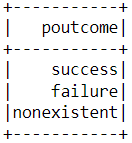 +-----------+
|   poutcome|
+-----------+
|    success|
|    failure|
|nonexistent|
+-----------+